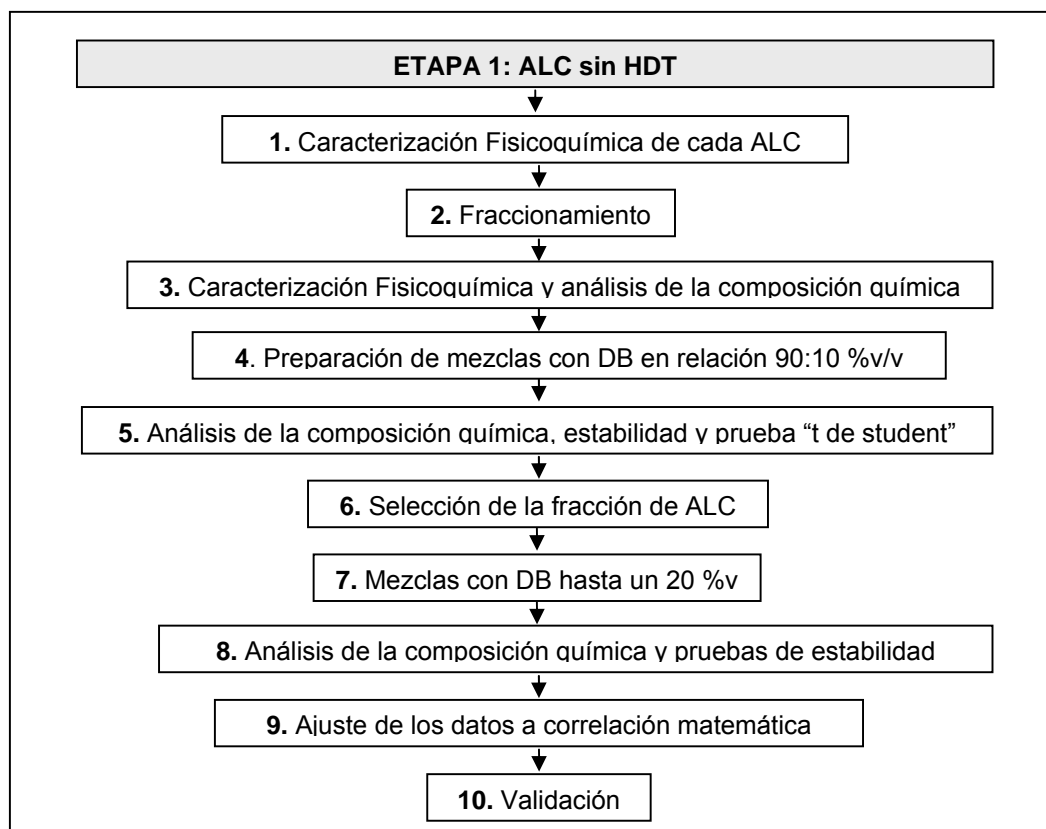 ETAPA 1: ALC sin HDT
1. Caracterización Fisicoquímica de cada ALC
2. Fraccionamiento
3. Caracterización Fisicoquímica y análisis de la composición química
4. Preparación de mezclas con DB en relación 90:10 %v/v
5. Análisis de la composición química, estabilidad y prueba “t de student”
6. Selección de la fracción de ALC
7. Mezclas con DB hasta un 20 %v
8. Análisis de la composición química y pruebas de estabilidad
9. Ajuste de los datos a correlación matemática
10. Validación